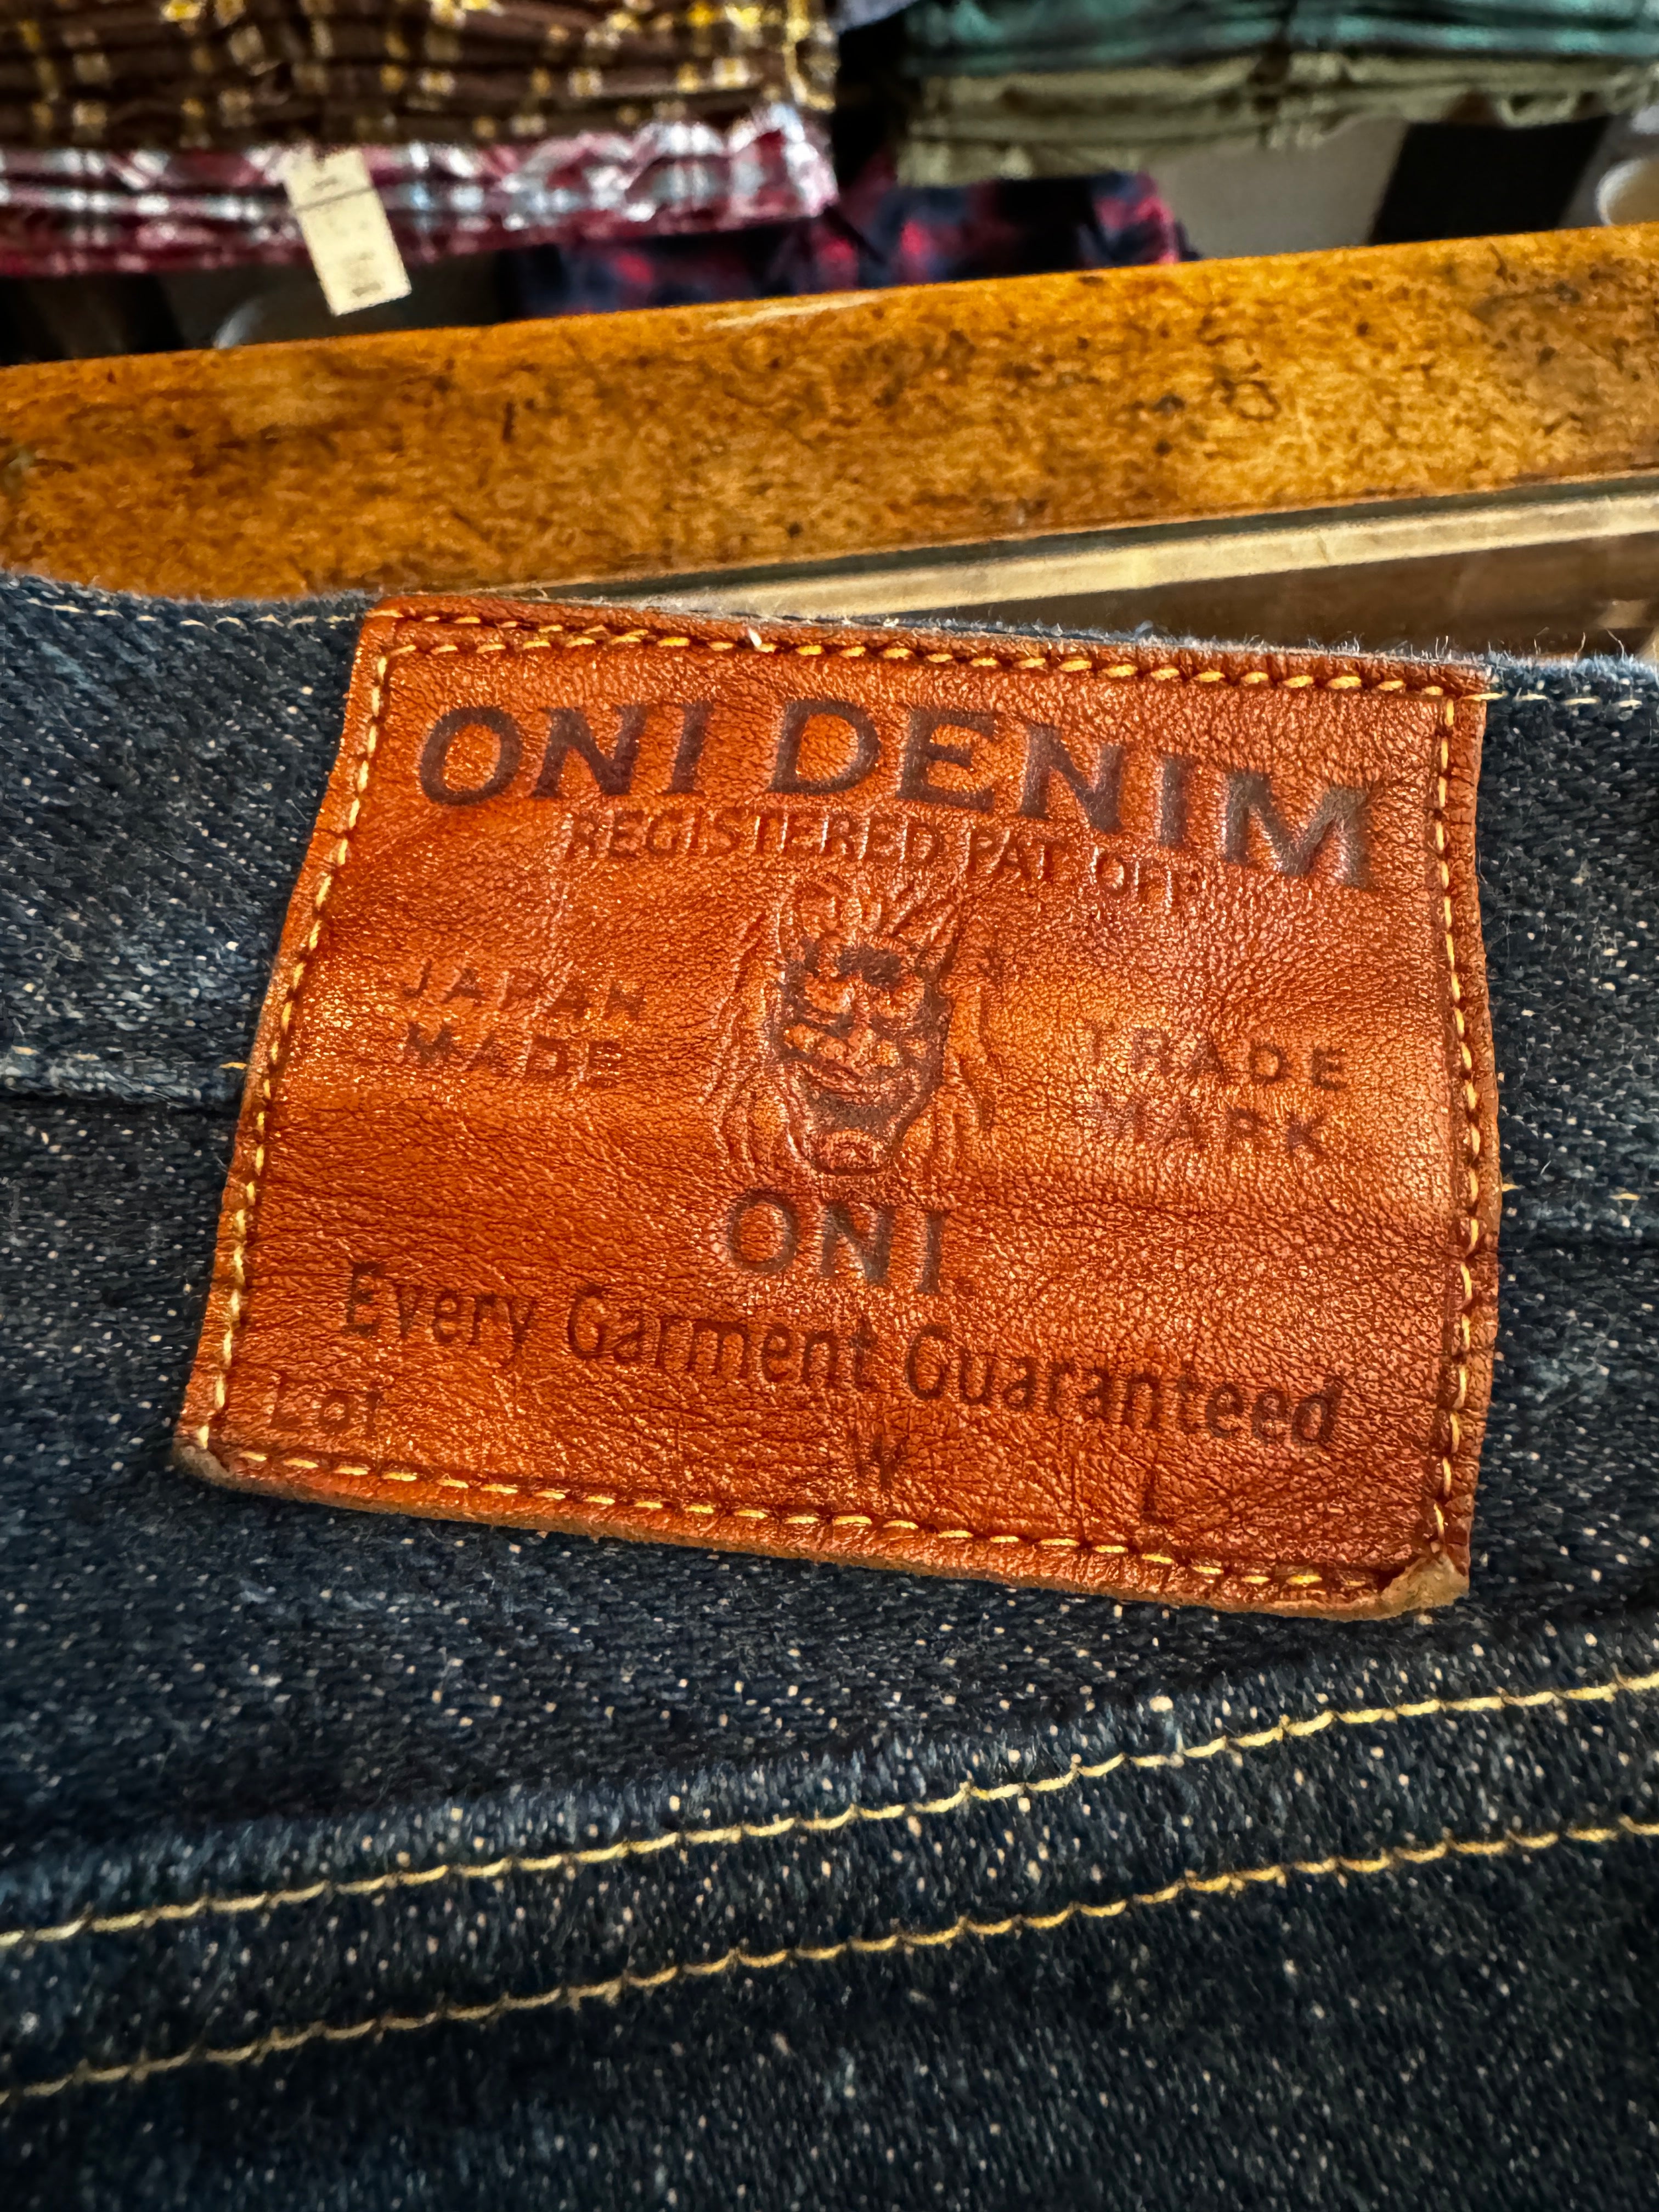 ONI DENIM
REGISTERED PAT OFF
JAPAN
MADE
TRADE
MARK
ONI
Every Garment Guaranteed
Lot W L